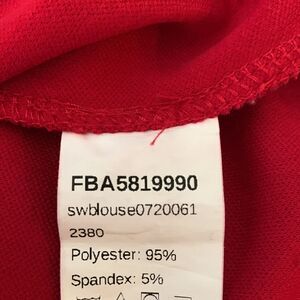 FBA5819990
swblouse0720061
2380
Polyester: 95%
Spandex: 5%